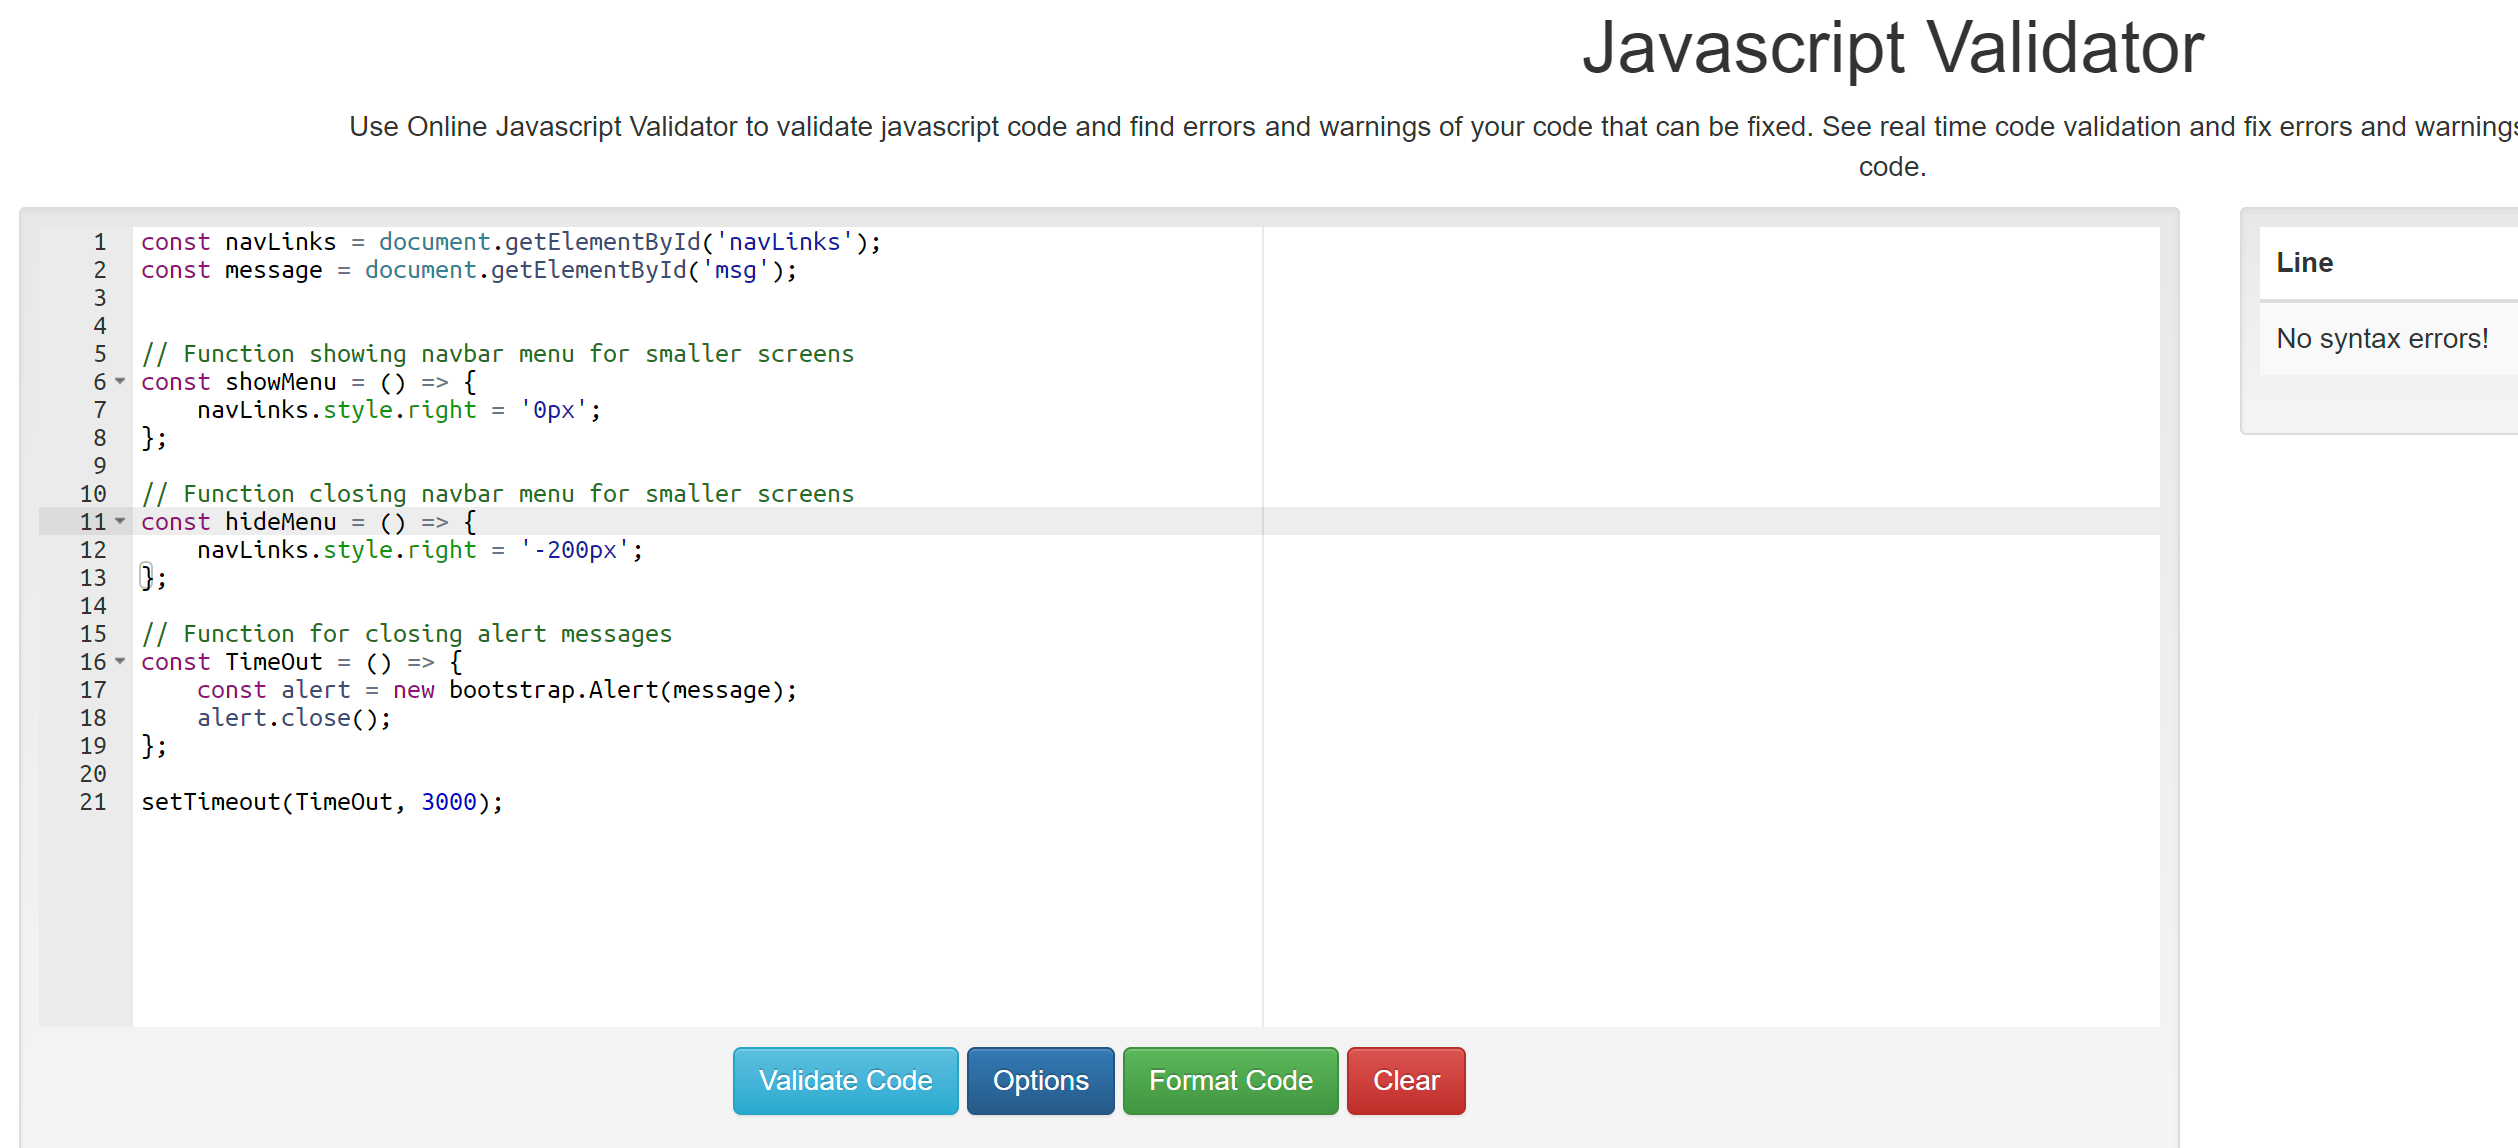 Javascript Validator
Use Online Javascript Validator to validate javascript code and find errors and warnings of your code that can be fixed. See real time code validation and fix errors and warnings
code.
1 const navLinks = document.getElementById('navLinks');
2 const message = document.getElementById('msg');
3
4
5 // Function showing navbar menu for smaller screens
6 const showMenu = () => {
7     navLinks.style.right = '0px';
8 };
9
10 // Function closing navbar menu for smaller screens
11 const hideMenu = () => {
12     navLinks.style.right = '-200px';
13 };
14
15 // Function for closing alert messages
16 const TimeOut = () => {
17     const alert = new bootstrap.Alert(message);
18     alert.close();
19 };
20
21 setTimeout(TimeOut, 3000);
Line
No syntax errors!
Validate Code Options Format Code Clear